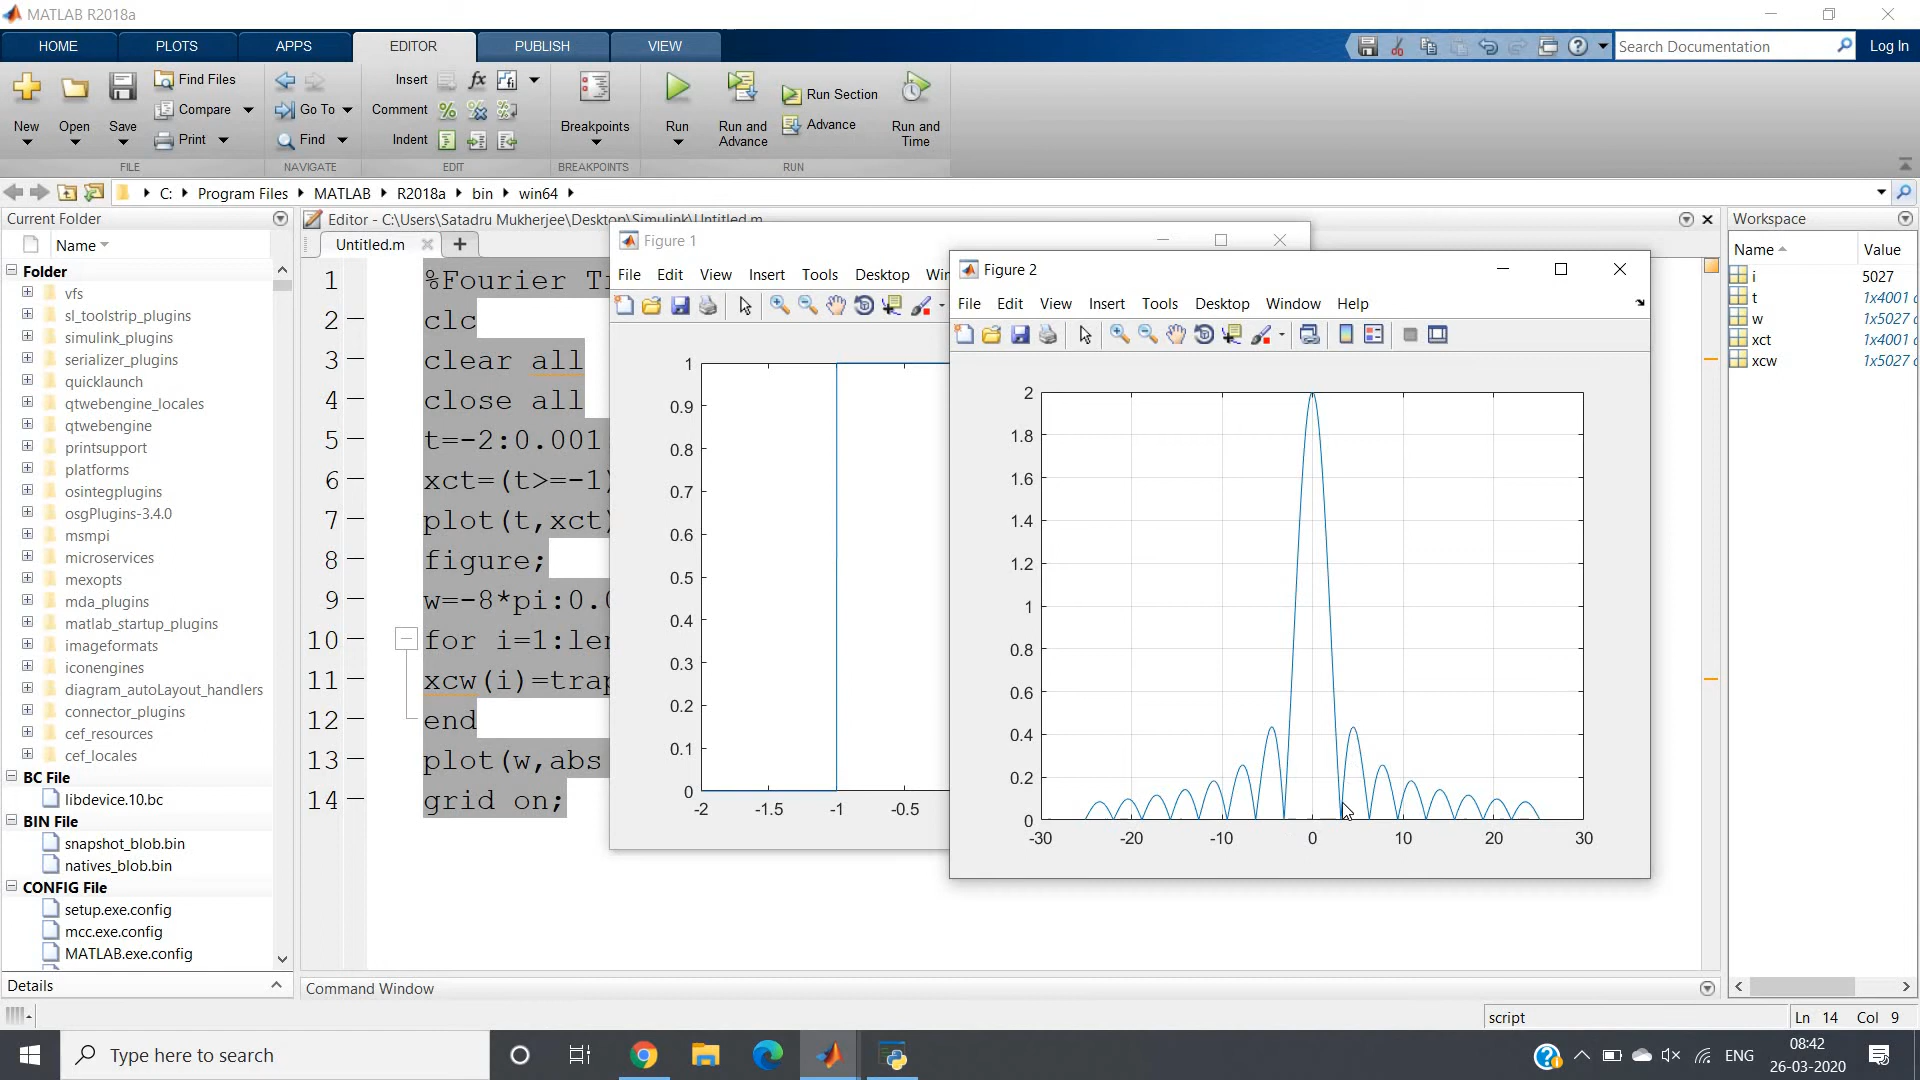 MATLAB R2018a
HOME PLOTS APPS EDITOR PUBLISH VIEW
Search Documentation Log In
New Open Save Find Files Compare Print
FILE
Go To Find
NAVIGATE
Insert fx
Comment
Indent
EDIT
Breakpoints
BREAKPOINTS
Run Run and Advance Run Section Advance Run and Time
RUN
C: Program Files MATLAB R2018a bin win64
Current Folder
Name
Folder
vfs
sl_toolstrip_plugins
simulink_plugins
serializer_plugins
quicklaunch
qtwebengine_locales
qtwebengine
printsupport
platforms
osintegplugins
osgPlugins-3.4.0
msmpi
microservices
mexopts
mda_plugins
matlab_startup_plugins
imageformats
iconengines
diagram_autoLayout_handlers
connector_plugins
cef_resources
cef_locales
BC File
libdevice.10.bc
BIN File
snapshot_blob.bin
natives_blob.bin
CONFIG File
setup.exe.config
mcc.exe.config
MATLAB.exe.config
Details
Editor - C:\Users\Satadru Mukherjee\Desktop\Simulink\Untitled.m
Untitled.m
1 %Fourier Tr
2 clc
3 clear all
4 close all
5 t=-2:0.001
6 xct=(t>=-1)
7 plot(t,xct)
8 figure;
9 w=-8*pi:0.0
10 for i=1:len
11 xcw(i)=trap
12 end
13 plot(w,abs
14 grid on;
Figure 1
File Edit View Insert Tools Desktop Win
1
0.9
0.8
0.7
0.6
0.5
0.4
0.3
0.2
0.1
0
-2 -1.5 -1 -0.5
Figure 2
File Edit View Insert Tools Desktop Window Help
2
1.8
1.6
1.4
1.2
1
0.8
0.6
0.4
0.2
0
-30 -20 -10 0 10 20 30
Workspace
Name Value
i 5027
t 1x4001
w 1x5027
xct 1x4001
xcw 1x5027
Command Window
script Ln 14 Col 9
Type here to search
ENG
08:42
26-03-2020